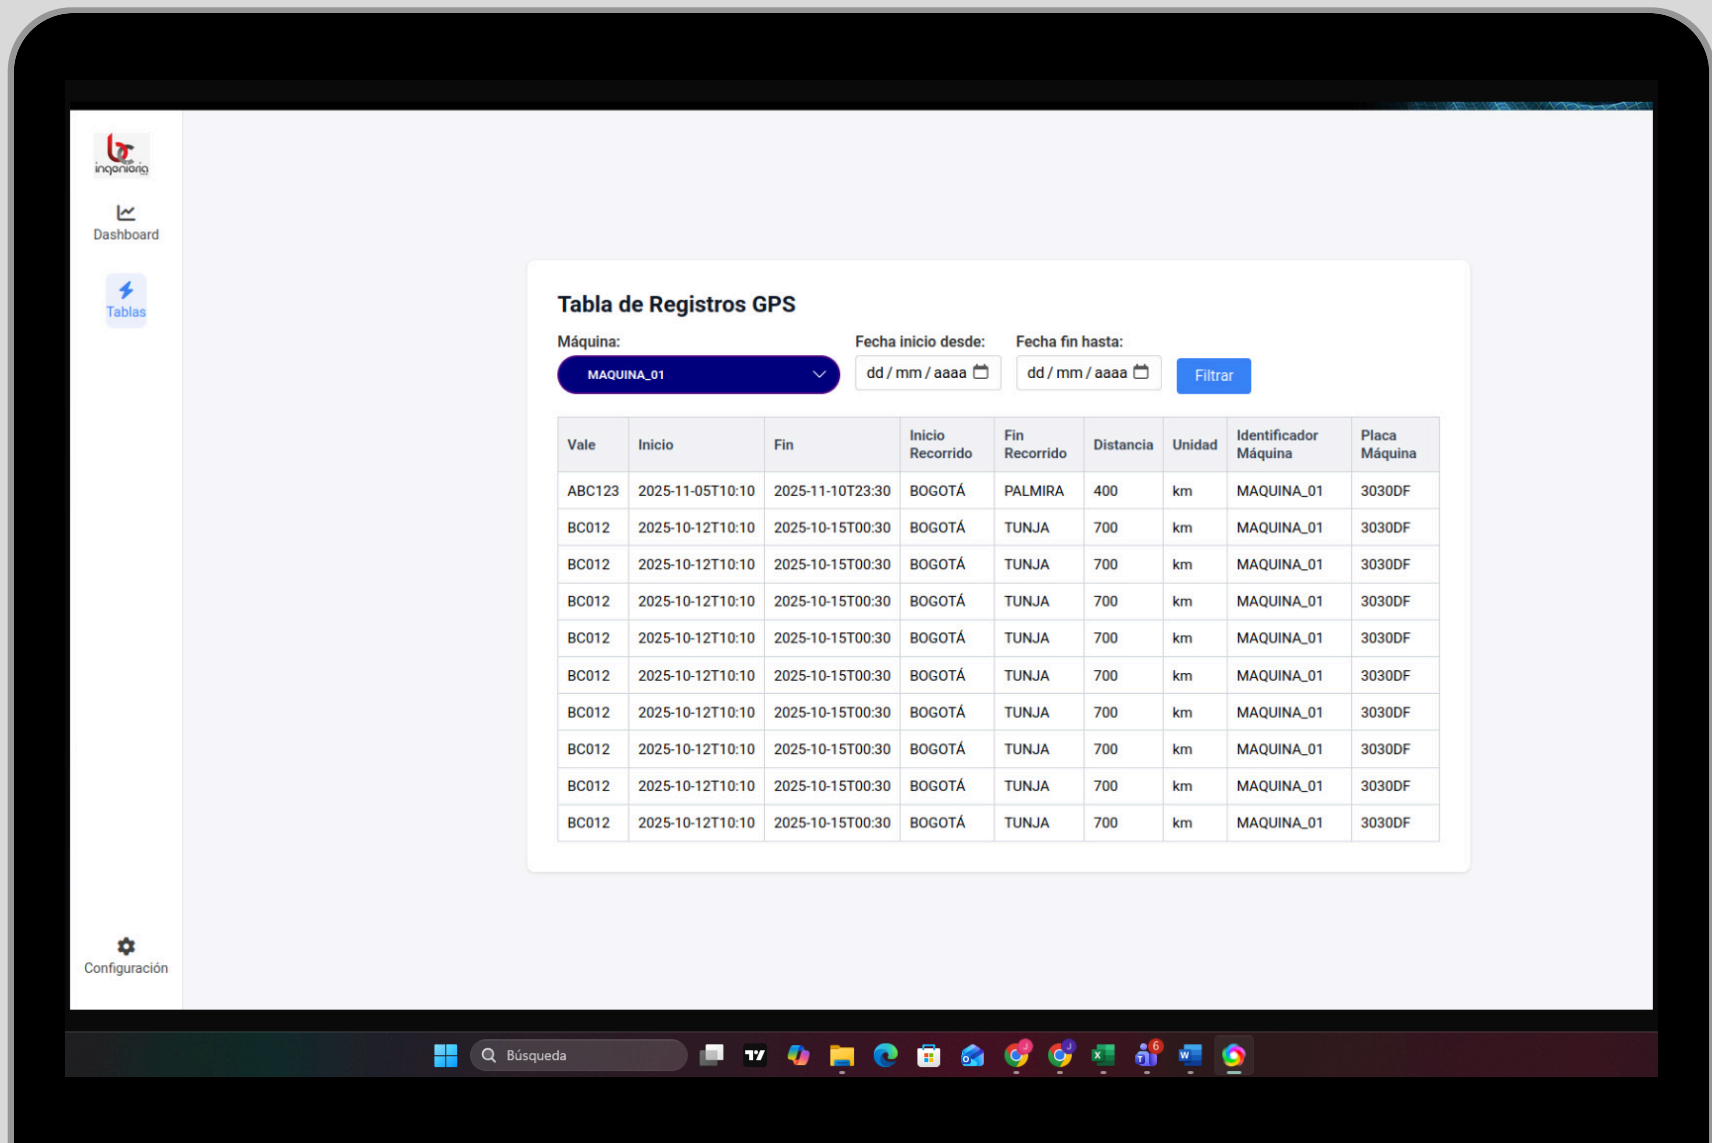 ingeniería
Dashboard
Tablas
Configuración
Tabla de Registros GPS
Máquina: Fecha inicio desde: Fecha fin hasta:
MAQUINA_01 dd / mm / aaaa dd / mm / aaaa Filtrar
Vale Inicio Fin Inicio Recorrido Fin Recorrido Distancia Unidad Identificador Máquina Placa Máquina
ABC123 2025-11-05T10:10 2025-11-10T23:30 BOGOTÁ PALMIRA 400 km MAQUINA_01 3030DF
BC012 2025-10-12T10:10 2025-10-15T00:30 BOGOTÁ TUNJA 700 km MAQUINA_01 3030DF
BC012 2025-10-12T10:10 2025-10-15T00:30 BOGOTÁ TUNJA 700 km MAQUINA_01 3030DF
BC012 2025-10-12T10:10 2025-10-15T00:30 BOGOTÁ TUNJA 700 km MAQUINA_01 3030DF
BC012 2025-10-12T10:10 2025-10-15T00:30 BOGOTÁ TUNJA 700 km MAQUINA_01 3030DF
BC012 2025-10-12T10:10 2025-10-15T00:30 BOGOTÁ TUNJA 700 km MAQUINA_01 3030DF
BC012 2025-10-12T10:10 2025-10-15T00:30 BOGOTÁ TUNJA 700 km MAQUINA_01 3030DF
BC012 2025-10-12T10:10 2025-10-15T00:30 BOGOTÁ TUNJA 700 km MAQUINA_01 3030DF
BC012 2025-10-12T10:10 2025-10-15T00:30 BOGOTÁ TUNJA 700 km MAQUINA_01 3030DF
BC012 2025-10-12T10:10 2025-10-15T00:30 BOGOTÁ TUNJA 700 km MAQUINA_01 3030DF
Búsqueda
6